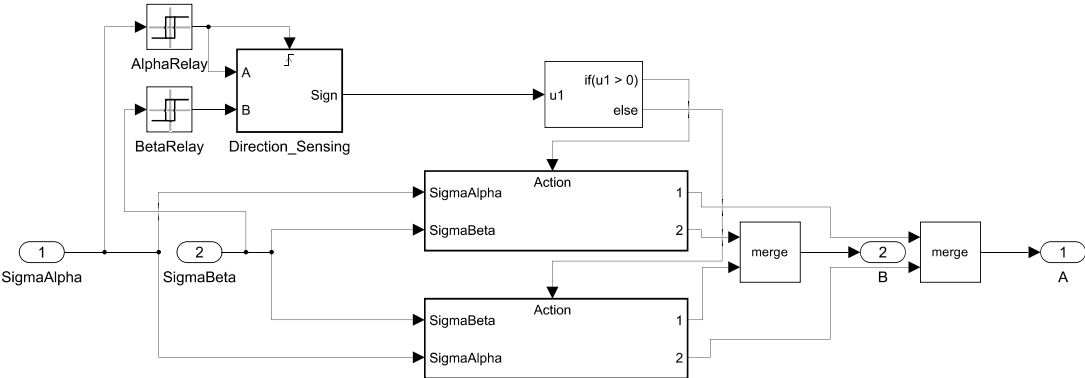 AlphaRelay
A
B
Sign
BetaRelay
Direction_Sensing
u1
if(u1 > 0)
else
Action
SigmaAlpha
SigmaBeta
1
2
1
SigmaAlpha
2
SigmaBeta
merge
2
B
merge
1
A
Action
SigmaBeta
SigmaAlpha
1
2